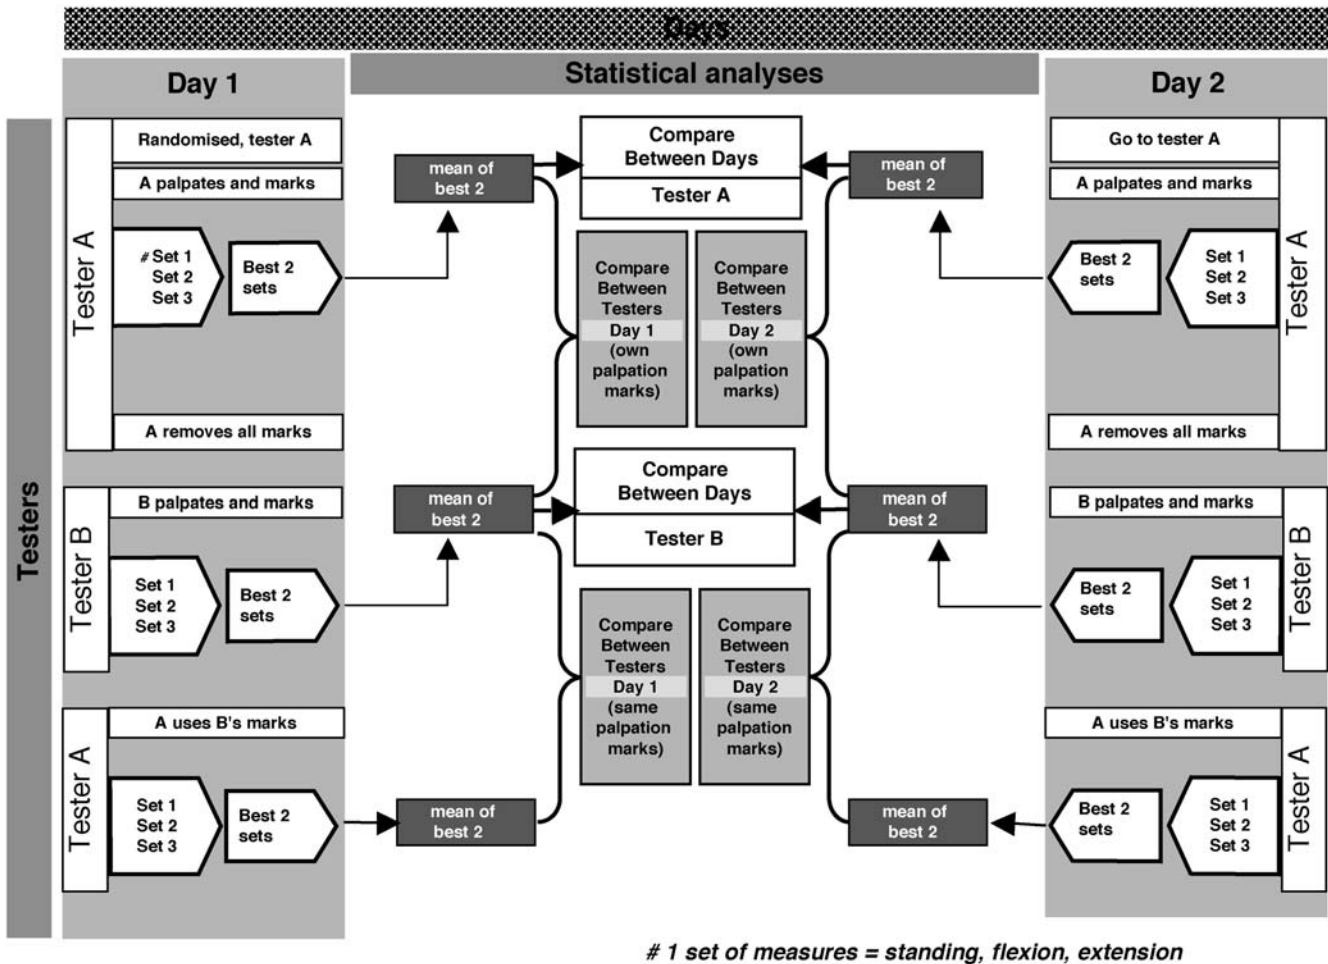 Days
Day 1
Statistical analyses
Day 2
Testers
Tester A
Randomised, tester A
A palpates and marks
# Set 1
Set 2
Set 3
Best 2
sets
A removes all marks
Tester B
B palpates and marks
Set 1
Set 2
Set 3
Best 2
sets
Tester A
A uses B's marks
Set 1
Set 2
Set 3
Best 2
sets
mean of
best 2
mean of
best 2
mean of
best 2
Compare
Between Days
Tester A
Compare
Between
Testers
Day 1
(own
palpation
marks)
Compare
Between
Testers
Day 2
(own
palpation
marks)
Compare
Between Days
Tester B
Compare
Between
Testers
Day 1
(same
palpation
marks)
Compare
Between
Testers
Day 2
(same
palpation
marks)
mean of
best 2
mean of
best 2
mean of
best 2
Go to tester A
A palpates and marks
Best 2
sets
Set 1
Set 2
Set 3
A removes all marks
Tester A
B palpates and marks
Best 2
sets
Set 1
Set 2
Set 3
Tester B
A uses B's marks
Best 2
sets
Set 1
Set 2
Set 3
Tester A
# 1 set of measures = standing, flexion, extension